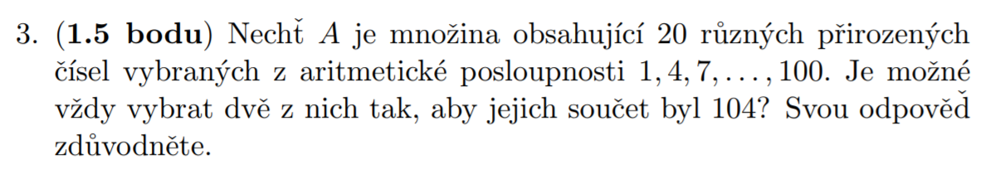 3. (1.5 bodu) Nechť A je množina obsahující 20 různých přirozených
čísel vybraných z aritmetické posloupnosti 1, 4, 7, . . . , 100. Je možné
vždy vybrat dvě z nich tak, aby jejich součet byl 104? Svou odpověď
zdůvodněte.